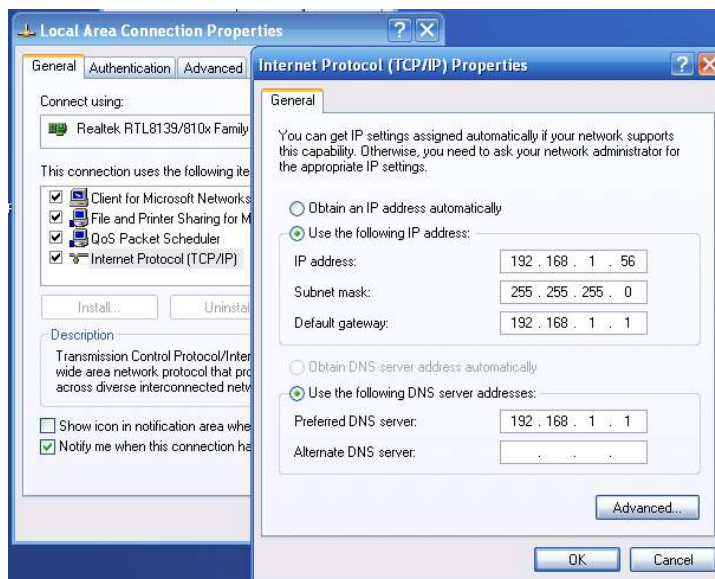 Local Area Connection Properties
General Authentication Advanced
Connect using:
Realtek RTL8139/810x Family
This connection uses the following ite
Client for Microsoft Networks
File and Printer Sharing for M
QoS Packet Scheduler
Internet Protocol (TCP/IP)
Install... Uninstal
Description
Transmission Control Protocol/Inter
wide area network protocol that pro
across diverse interconnected netw
Show icon in notification area whe
Notify me when this connection ha
Internet Protocol (TCP/IP) Properties
General
You can get IP settings assigned automatically if your network supports
this capability. Otherwise, you need to ask your network administrator for
the appropriate IP settings.
Obtain an IP address automatically
Use the following IP address:
IP address: 192 . 168 . 1 . 56
Subnet mask: 255 . 255 . 255 . 0
Default gateway: 192 . 168 . 1 . 1
Obtain DNS server address automatically
Use the following DNS server addresses:
Preferred DNS server: 192 . 168 . 1 . 1
Alternate DNS server: . . .
Advanced...
OK Cancel